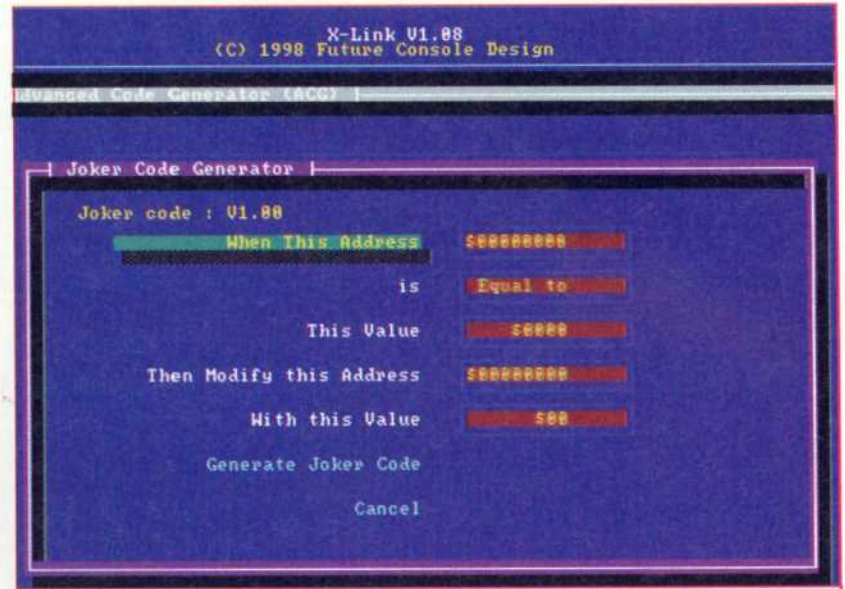 X-Link V1.08
(C) 1998 Future Console Design
Advanced Code Generator (ACG)
Joker Code Generator
Joker code : V1.00
When This Address $00000000
is Equal to
This Value $0000
Then Modify this Address $00000000
With this Value $00
Generate Joker Code
Cancel